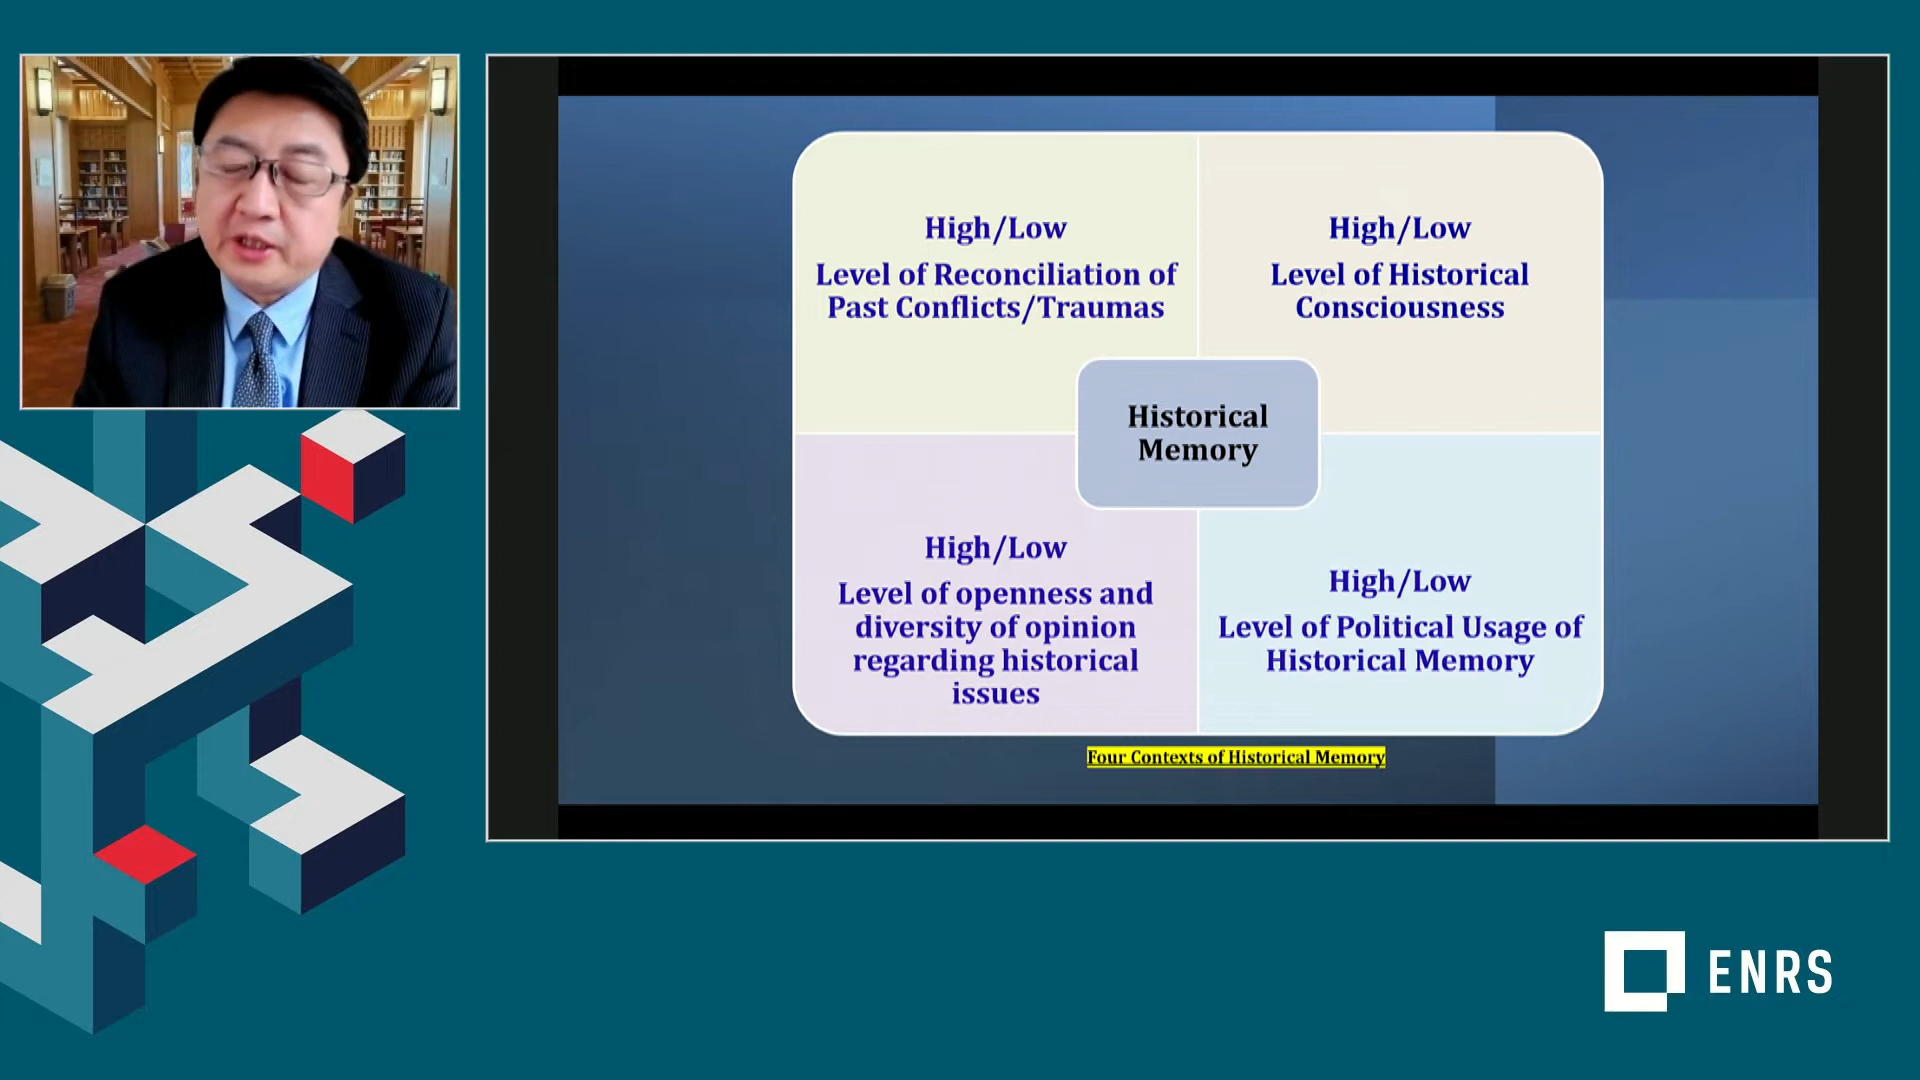 High/Low
Level of Reconciliation of
Past Conflicts/Traumas
High/Low
Level of Historical
Consciousness
Historical
Memory
High/Low
Level of openness and
diversity of opinion
regarding historical
issues
High/Low
Level of Political Usage of
Historical Memory
Four Contexts of Historical Memory
ENRS